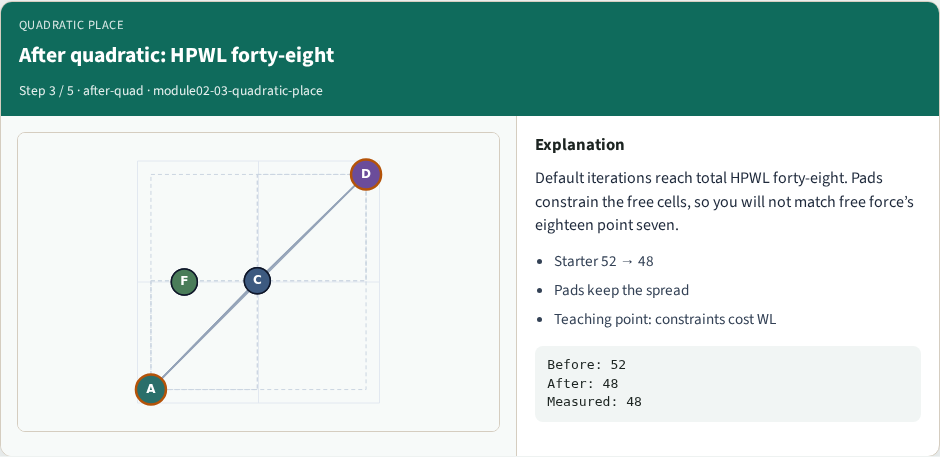 QUADRATIC PLACE
After quadratic: HPWL forty-eight
Step 3 / 5 · after-quad · module02-03-quadratic-place
D
F
C
A
Explanation
Default iterations reach total HPWL forty-eight. Pads
constrain the free cells, so you will not match free force’s
eighteen point seven.
• Starter 52 → 48
• Pads keep the spread
• Teaching point: constraints cost WL
Before: 52
After: 48
Measured: 48